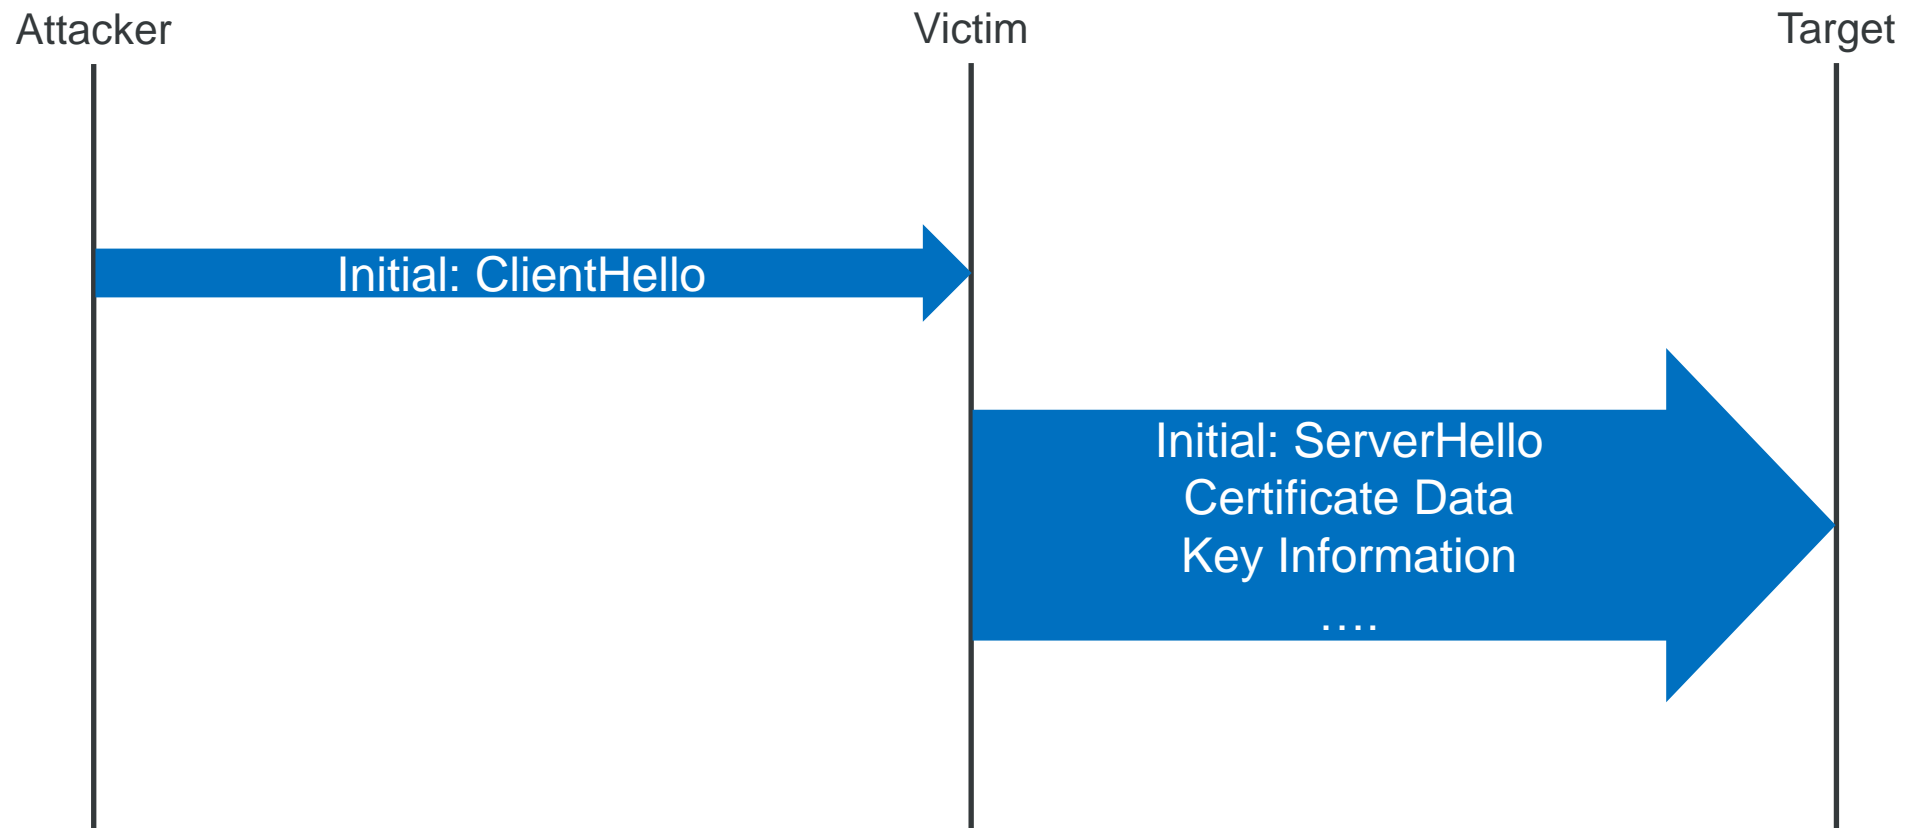 Attacker
Victim
Target
Initial: ClientHello
Initial: ServerHello
Certificate Data
Key Information
....